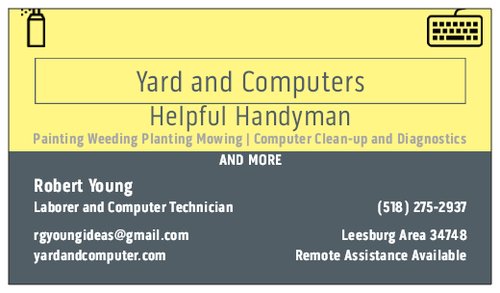 Yard and Computers
Helpful Handyman
Painting Weeding Planting Mowing | Computer Clean-up and Diagnostics
AND MORE
Robert Young
Laborer and Computer Technician
(518) 275-2937
rgyoungideas@gmail.com
Leesburg Area 34748
yardandcomputer.com
Remote Assistance Available